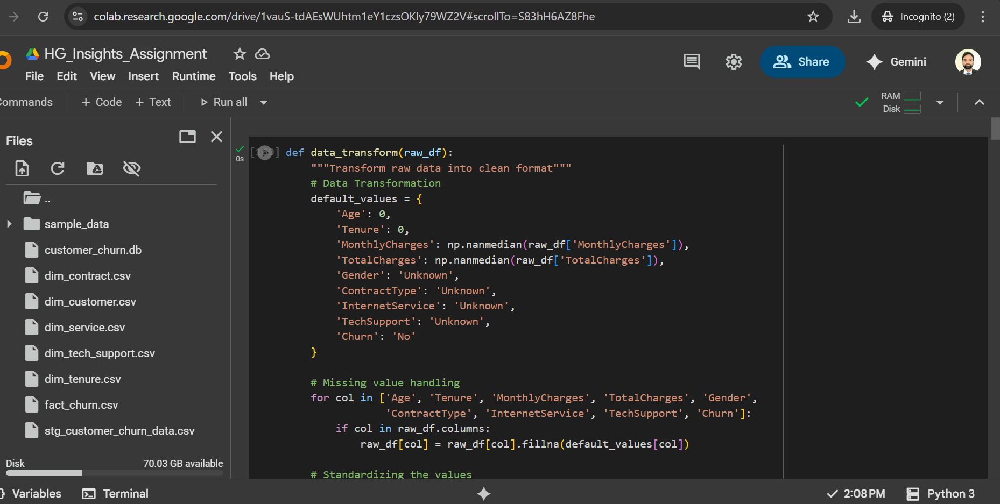 colab.research.google.com/drive/1vauS-tdAEsWUhtm1eY1czsOKIy79WZ2V#scrollTo=S83hH6AZ8Fhe
Incognito (2)
HG_Insights_Assignment
File Edit View Insert Runtime Tools Help
Share
Gemini
ommands
+ Code + Text
Run all
RAM
Disk
Files
..
sample_data
customer_churn.db
dim_contract.csv
dim_customer.csv
dim_service.csv
dim_tech_support.csv
dim_tenure.csv
fact_churn.csv
stg_customer_churn_data.csv
Disk 70.03 GB available
0s
def data_transform(raw_df):
"""Transform raw data into clean format"""
# Data Transformation
default_values = {
'Age': 0,
'Tenure': 0,
'MonthlyCharges': np.nanmedian(raw_df['MonthlyCharges']),
'TotalCharges': np.nanmedian(raw_df['TotalCharges']),
'Gender': 'Unknown',
'ContractType': 'Unknown',
'InternetService': 'Unknown',
'TechSupport': 'Unknown',
'Churn': 'No'
}
# Missing value handling
for col in ['Age', 'Tenure', 'MonthlyCharges', 'TotalCharges', 'Gender',
'ContractType', 'InternetService', 'TechSupport', 'Churn']:
if col in raw_df.columns:
raw_df[col] = raw_df[col].fillna(default_values[col])
# Standardizing the values
Variables
Terminal
2:08 PM
Python 3